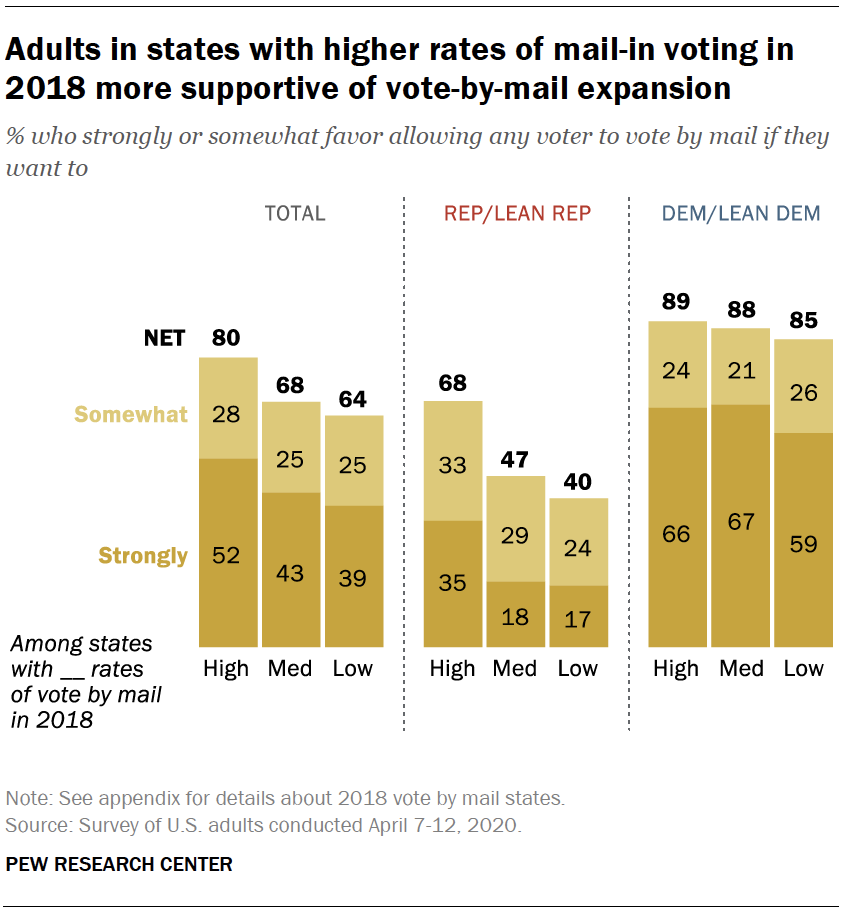 Adults in states with higher rates of mail-in voting in
2018 more supportive of vote-by-mail expansion
% who strongly or somewhat favor allowing any voter to vote by mail if they
want to
TOTAL
REP/LEAN REP
DEM/LEAN DEM
NET 80 68 64
68 47 40
89 88 85
Somewhat 28 25 25
33 29 24
24 21 26
Strongly 52 43 39
35 18 17
66 67 59
Among states
with __ rates
of vote by mail
in 2018
High Med Low
High Med Low
High Med Low
Note: See appendix for details about 2018 vote by mail states.
Source: Survey of U.S. adults conducted April 7-12, 2020.
PEW RESEARCH CENTER